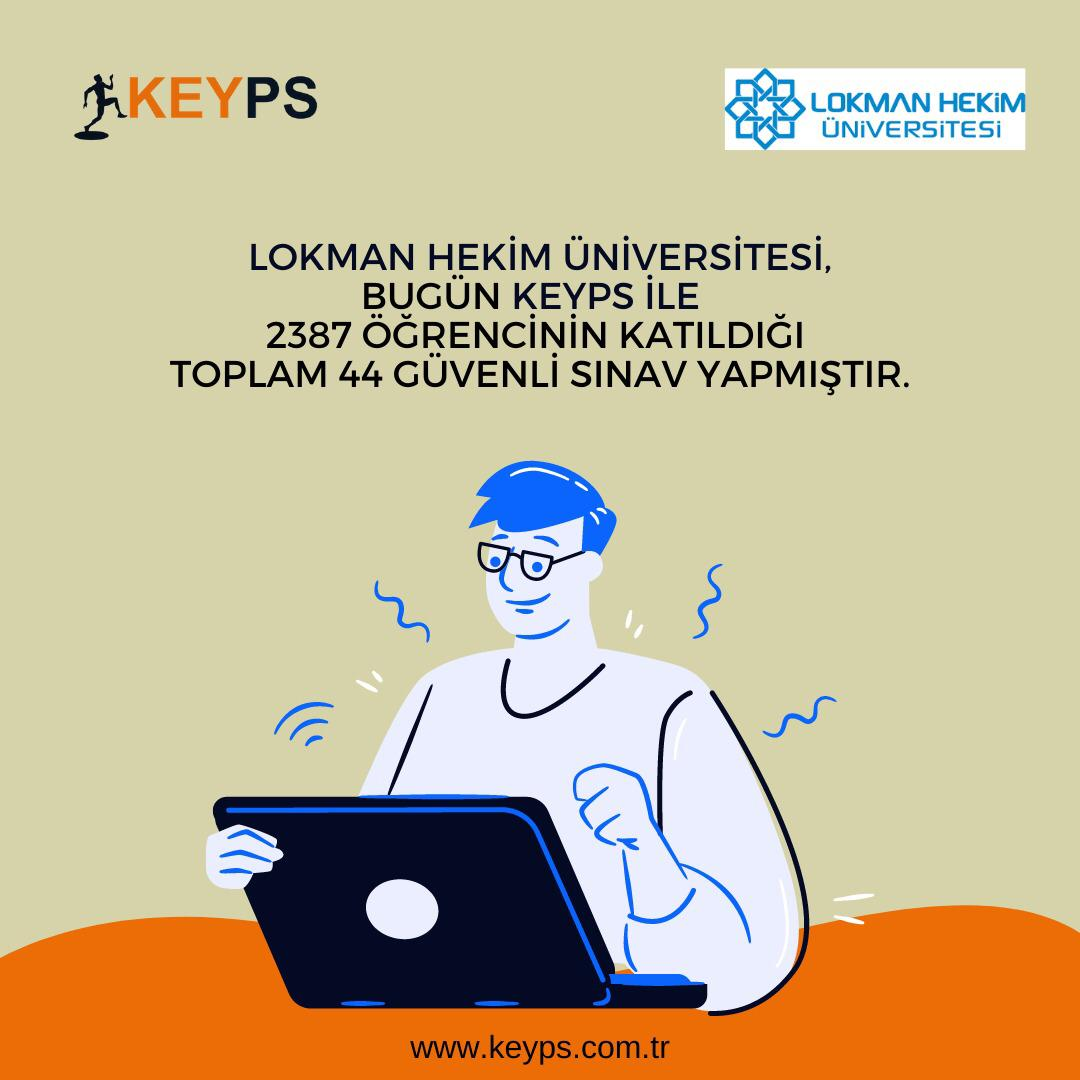 KEYPS
LOKMAN HEKİM
ÜNİVERSİTESİ
LOKMAN HEKİM ÜNİVERSİTESİ,
BUGÜN KEYPS İLE
2387 ÖĞRENCİNİN KATILDIĞI
TOPLAM 44 GÜVENLİ SINAV YAPMIŞTIR.
www.keyps.com.tr